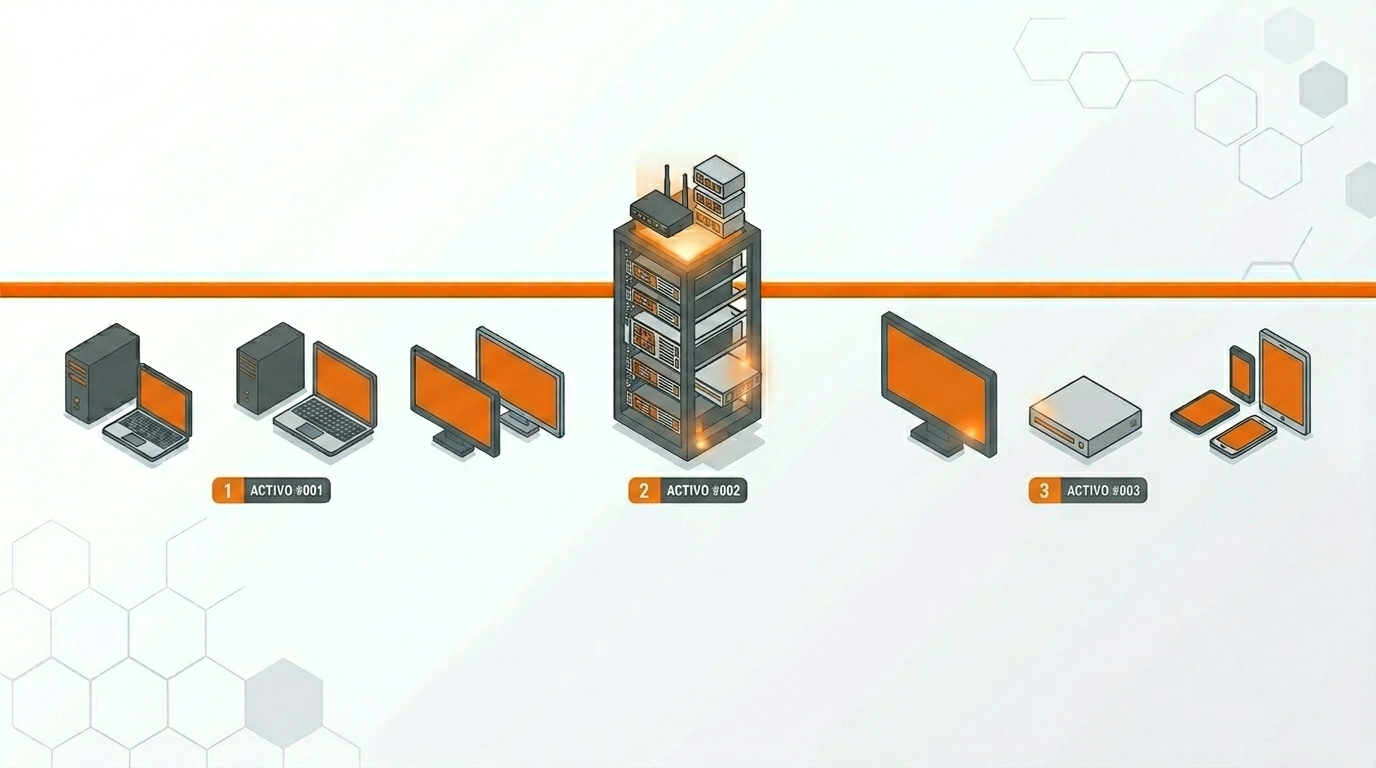 1 ACTIVO #001
2 ACTIVO #002
3 ACTIVO #003